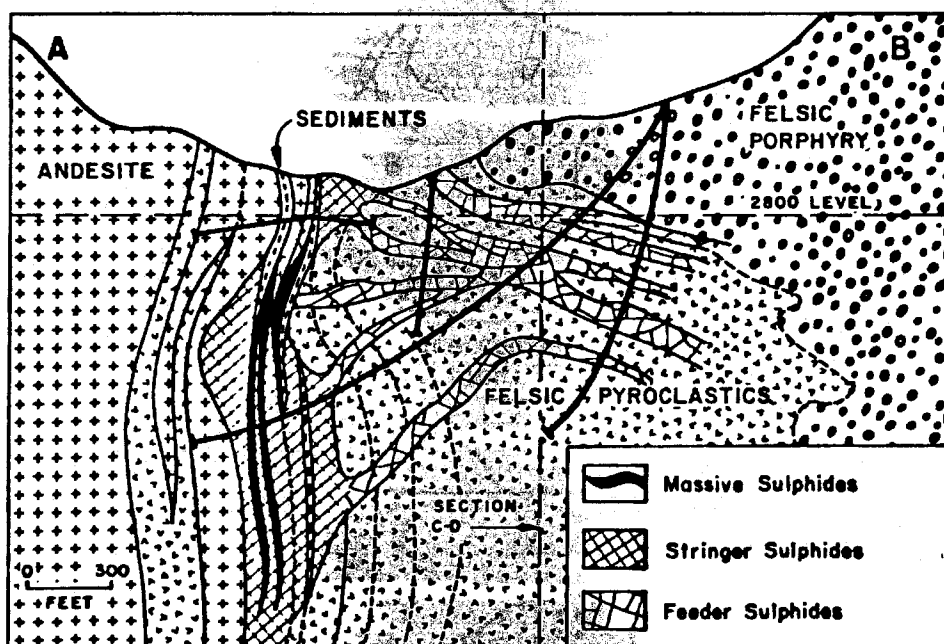 A
B
SEDIMENTS
FELSIC
PORPHYRY
ANDESITE
2800 LEVEL
FELSIC PYROCLASTICS
SECTION
C-D
0 300
FEET
Massive Sulphides
Stringer Sulphides
Feeder Sulphides